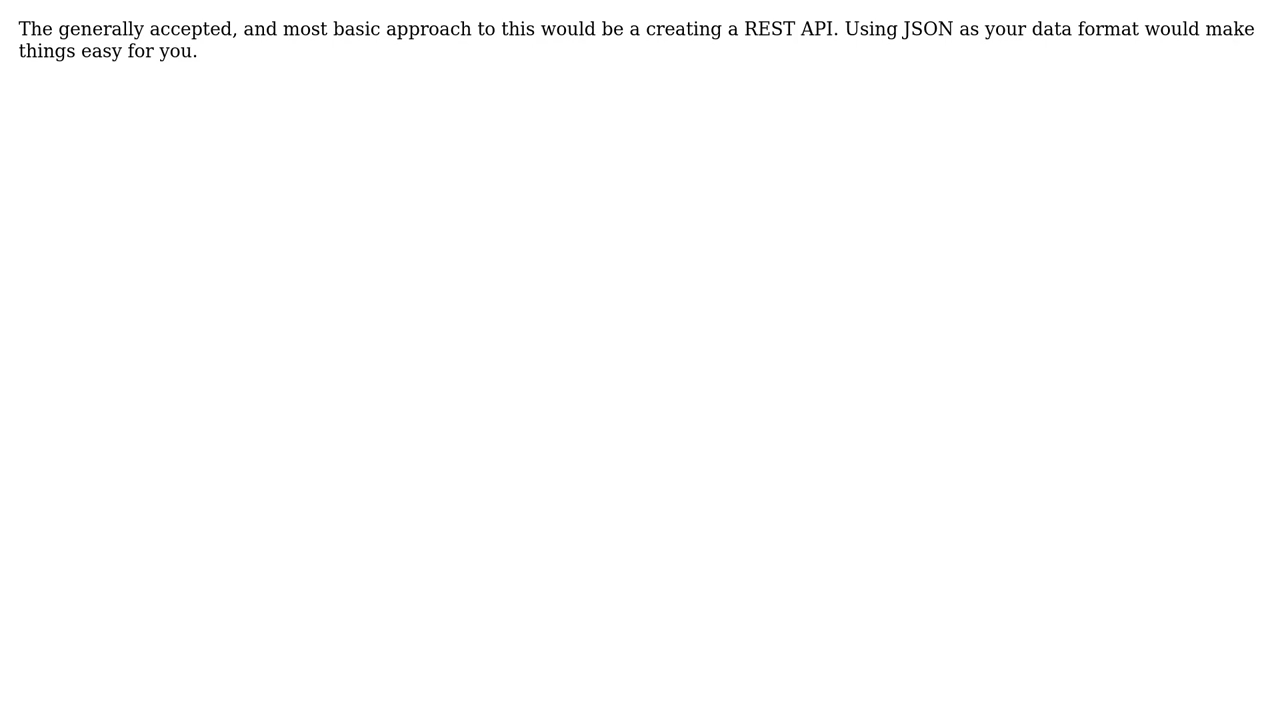 The generally accepted, and most basic approach to this would be a creating a REST API. Using JSON as your data format would make
things easy for you.